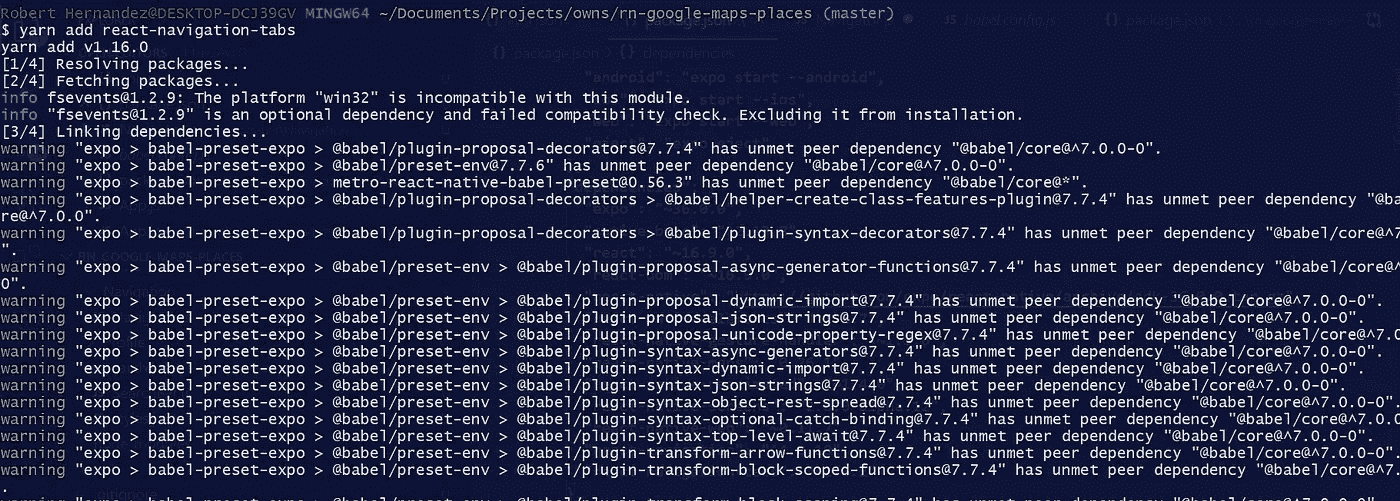 Robert Hernandez@DESKTOP-DCJ39GV MINGW64 ~/Documents/Projects/owns/rn-google-maps-places (master)
$ yarn add react-navigation-tabs
yarn add v1.16.0
[1/4] Resolving packages...
[2/4] Fetching packages...
info fsevents@1.2.9: The platform "win32" is incompatible with this module.
info "fsevents@1.2.9" is an optional dependency and failed compatibility check. Excluding it from installation.
[3/4] Linking dependencies...
warning "expo > babel-preset-expo > @babel/plugin-proposal-decorators@7.7.4" has unmet peer dependency "@babel/core@^7.0.0-0".
warning "expo > babel-preset-expo > @babel/preset-env@7.7.6" has unmet peer dependency "@babel/core@^7.0.0-0".
warning "expo > babel-preset-expo > metro-react-native-babel-preset@0.56.3" has unmet peer dependency "@babel/core@*".
warning "expo > babel-preset-expo > @babel/plugin-proposal-decorators > @babel/helper-create-class-features-plugin@7.7.4" has unmet peer dependency "@ba
re@^7.0.0".
warning "expo > babel-preset-expo > @babel/plugin-proposal-decorators > @babel/plugin-syntax-decorators@7.7.4" has unmet peer dependency "@babel/core@^7
".
warning "expo > babel-preset-expo > @babel/preset-env > @babel/plugin-proposal-async-generator-functions@7.7.4" has unmet peer dependency "@babel/core@^
0".
warning "expo > babel-preset-expo > @babel/preset-env > @babel/plugin-proposal-dynamic-import@7.7.4" has unmet peer dependency "@babel/core@^7.0.0-0".
warning "expo > babel-preset-expo > @babel/preset-env > @babel/plugin-proposal-json-strings@7.7.4" has unmet peer dependency "@babel/core@^7.0.0-0".
warning "expo > babel-preset-expo > @babel/preset-env > @babel/plugin-proposal-unicode-property-regex@7.7.4" has unmet peer dependency "@babel/core@^7.0
warning "expo > babel-preset-expo > @babel/preset-env > @babel/plugin-syntax-async-generators@7.7.4" has unmet peer dependency "@babel/core@^7.0.0-0".
warning "expo > babel-preset-expo > @babel/preset-env > @babel/plugin-syntax-dynamic-import@7.7.4" has unmet peer dependency "@babel/core@^7.0.0-0".
warning "expo > babel-preset-expo > @babel/preset-env > @babel/plugin-syntax-json-strings@7.7.4" has unmet peer dependency "@babel/core@^7.0.0-0".
warning "expo > babel-preset-expo > @babel/preset-env > @babel/plugin-syntax-object-rest-spread@7.7.4" has unmet peer dependency "@babel/core@^7.0.0-0".
warning "expo > babel-preset-expo > @babel/preset-env > @babel/plugin-syntax-optional-catch-binding@7.7.4" has unmet peer dependency "@babel/core@^7.0.0
warning "expo > babel-preset-expo > @babel/preset-env > @babel/plugin-syntax-top-level-await@7.7.4" has unmet peer dependency "@babel/core@^7.0.0-0".
warning "expo > babel-preset-expo > @babel/preset-env > @babel/plugin-transform-arrow-functions@7.7.4" has unmet peer dependency "@babel/core@^7.0.0-0".
warning "expo > babel-preset-expo > @babel/preset-env > @babel/plugin-transform-block-scoped-functions@7.7.4" has unmet peer dependency "@babel/core@^7.
.